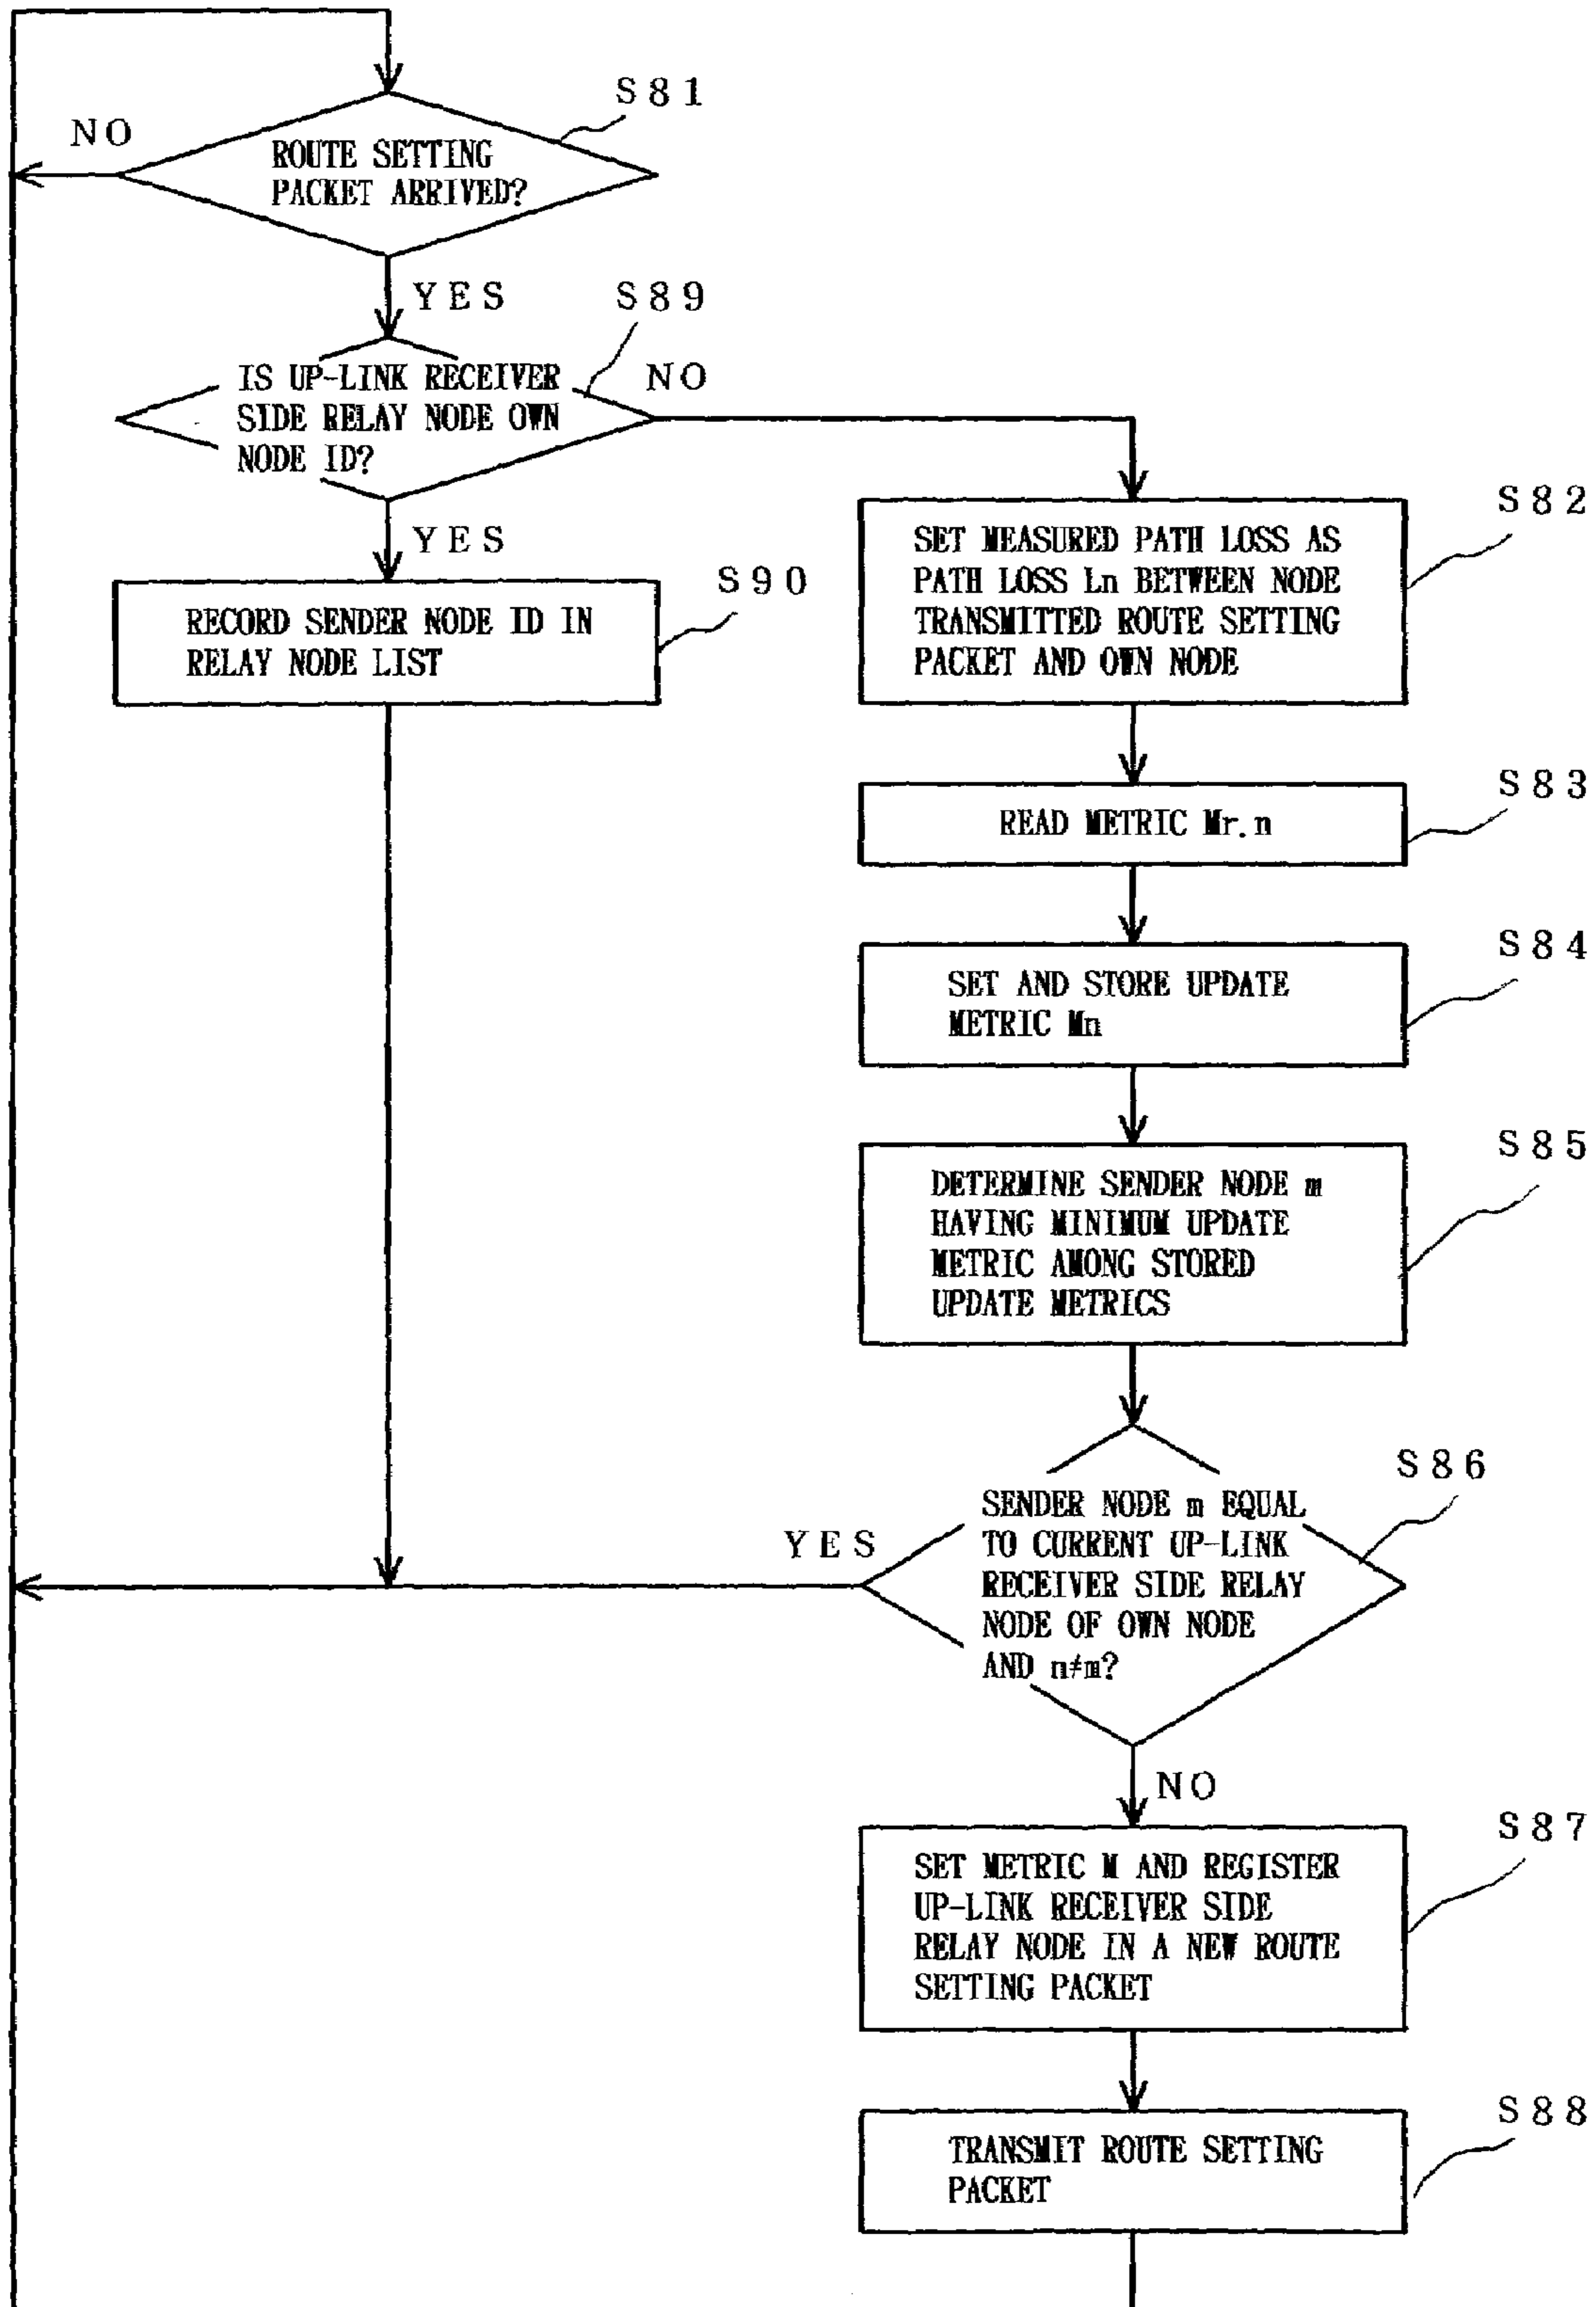 S81
NO
ROUTE SETTING
PACKET ARRIVED?
YES
S89
IS UP-LINK RECEIVER
SIDE RELAY NODE OWN
NODE ID?
NO
YES
S90
RECORD SENDER NODE ID IN
RELAY NODE LIST
S82
SET MEASURED PATH LOSS AS
PATH LOSS Ln BETWEEN NODE
TRANSMITTED ROUTE SETTING
PACKET AND OWN NODE
S83
READ METRIC Mr.n
S84
SET AND STORE UPDATE
METRIC Mn
S85
DETERMINE SENDER NODE m
HAVING MINIMUM UPDATE
METRIC AMONG STORED
UPDATE METRICS
S86
SENDER NODE m EQUAL
TO CURRENT UP-LINK
RECEIVER SIDE RELAY
NODE OF OWN NODE
AND n≠m?
YES
NO
S87
SET METRIC M AND REGISTER
UP-LINK RECEIVER SIDE
RELAY NODE IN A NEW ROUTE
SETTING PACKET
S88
TRANSMIT ROUTE SETTING
PACKET